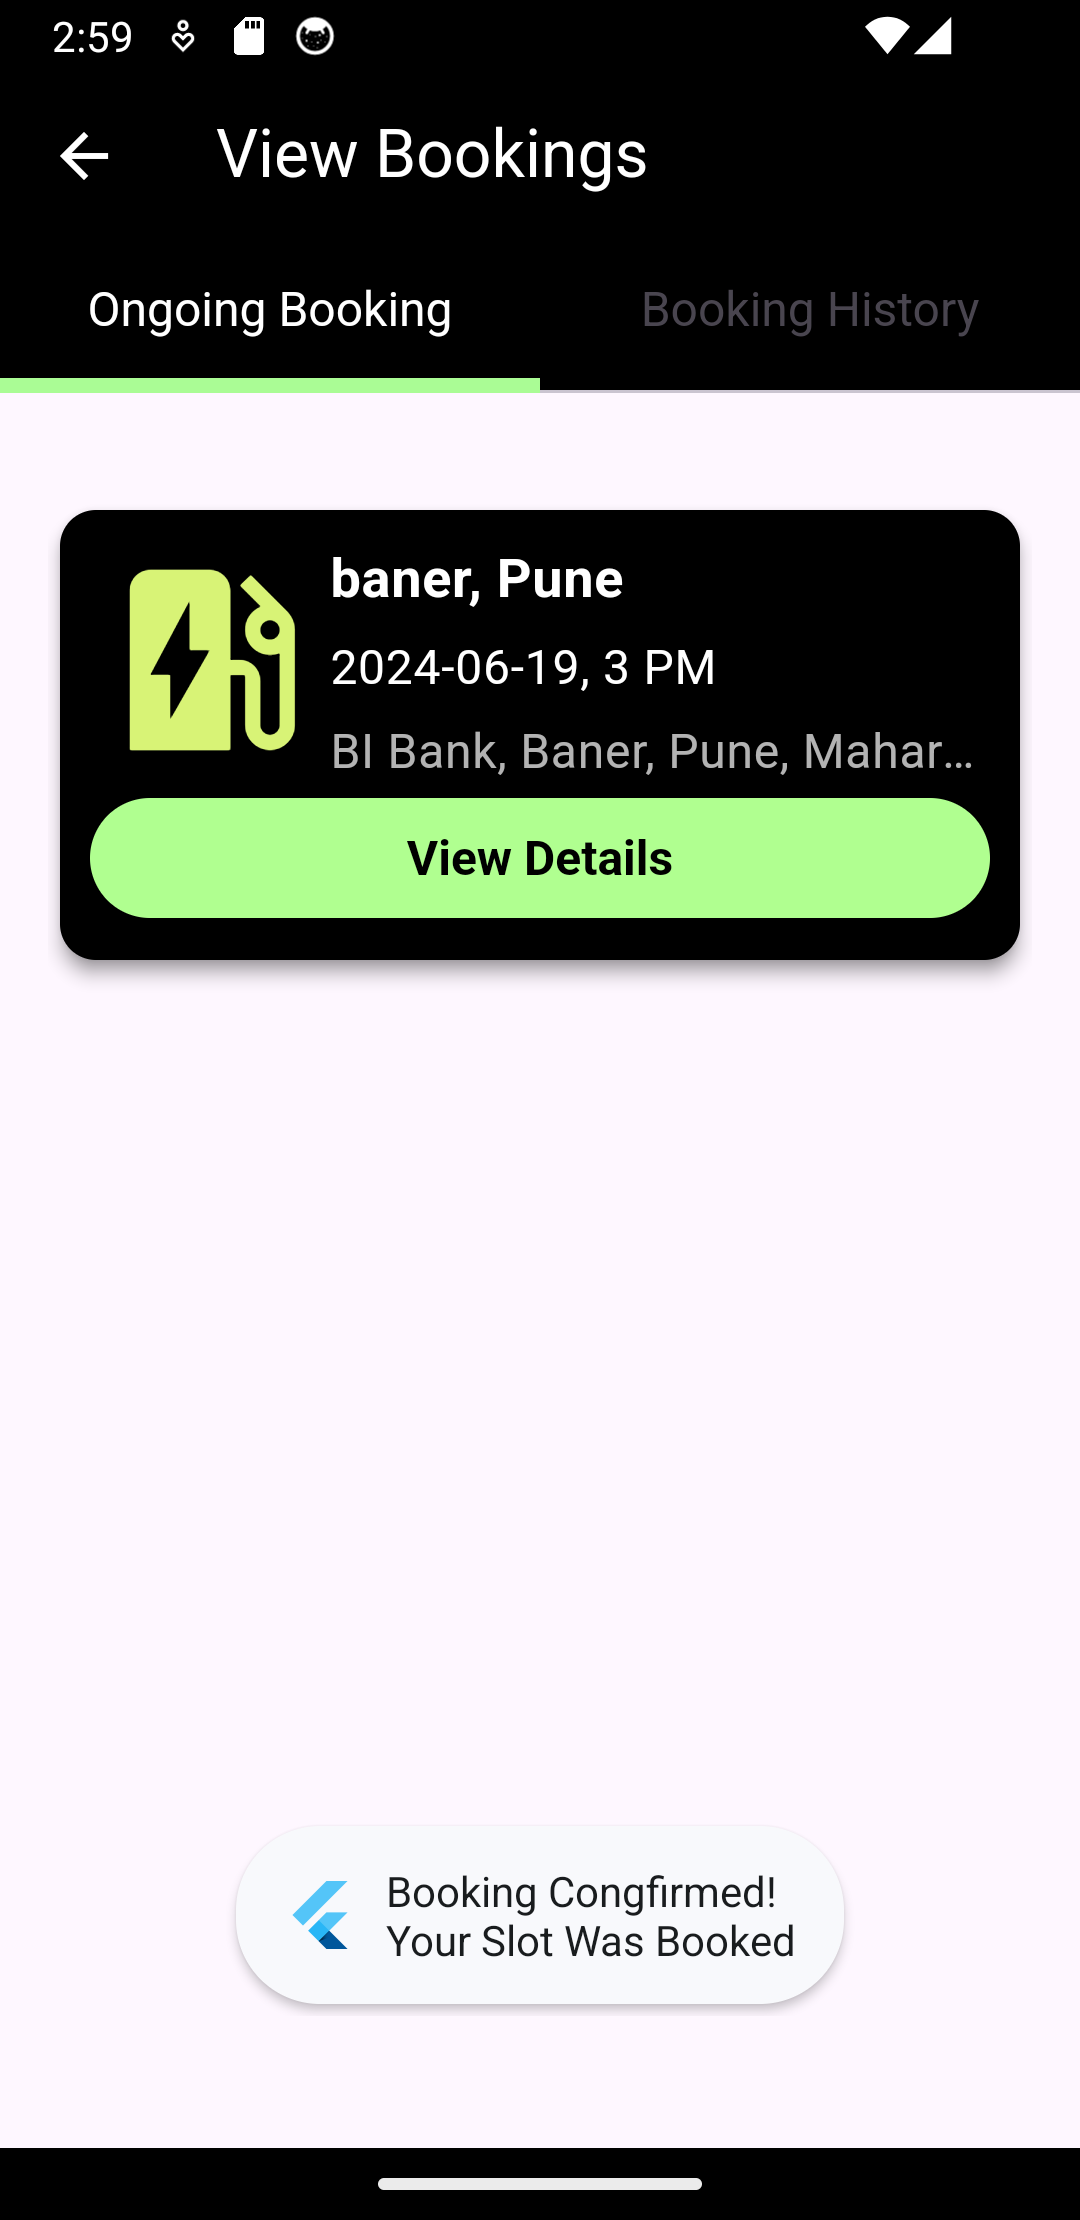 2:59
View Bookings
Ongoing Booking
Booking History
baner, Pune
2024-06-19, 3 PM
BI Bank, Baner, Pune, Mahar...
View Details
Booking Congfirmed!
Your Slot Was Booked